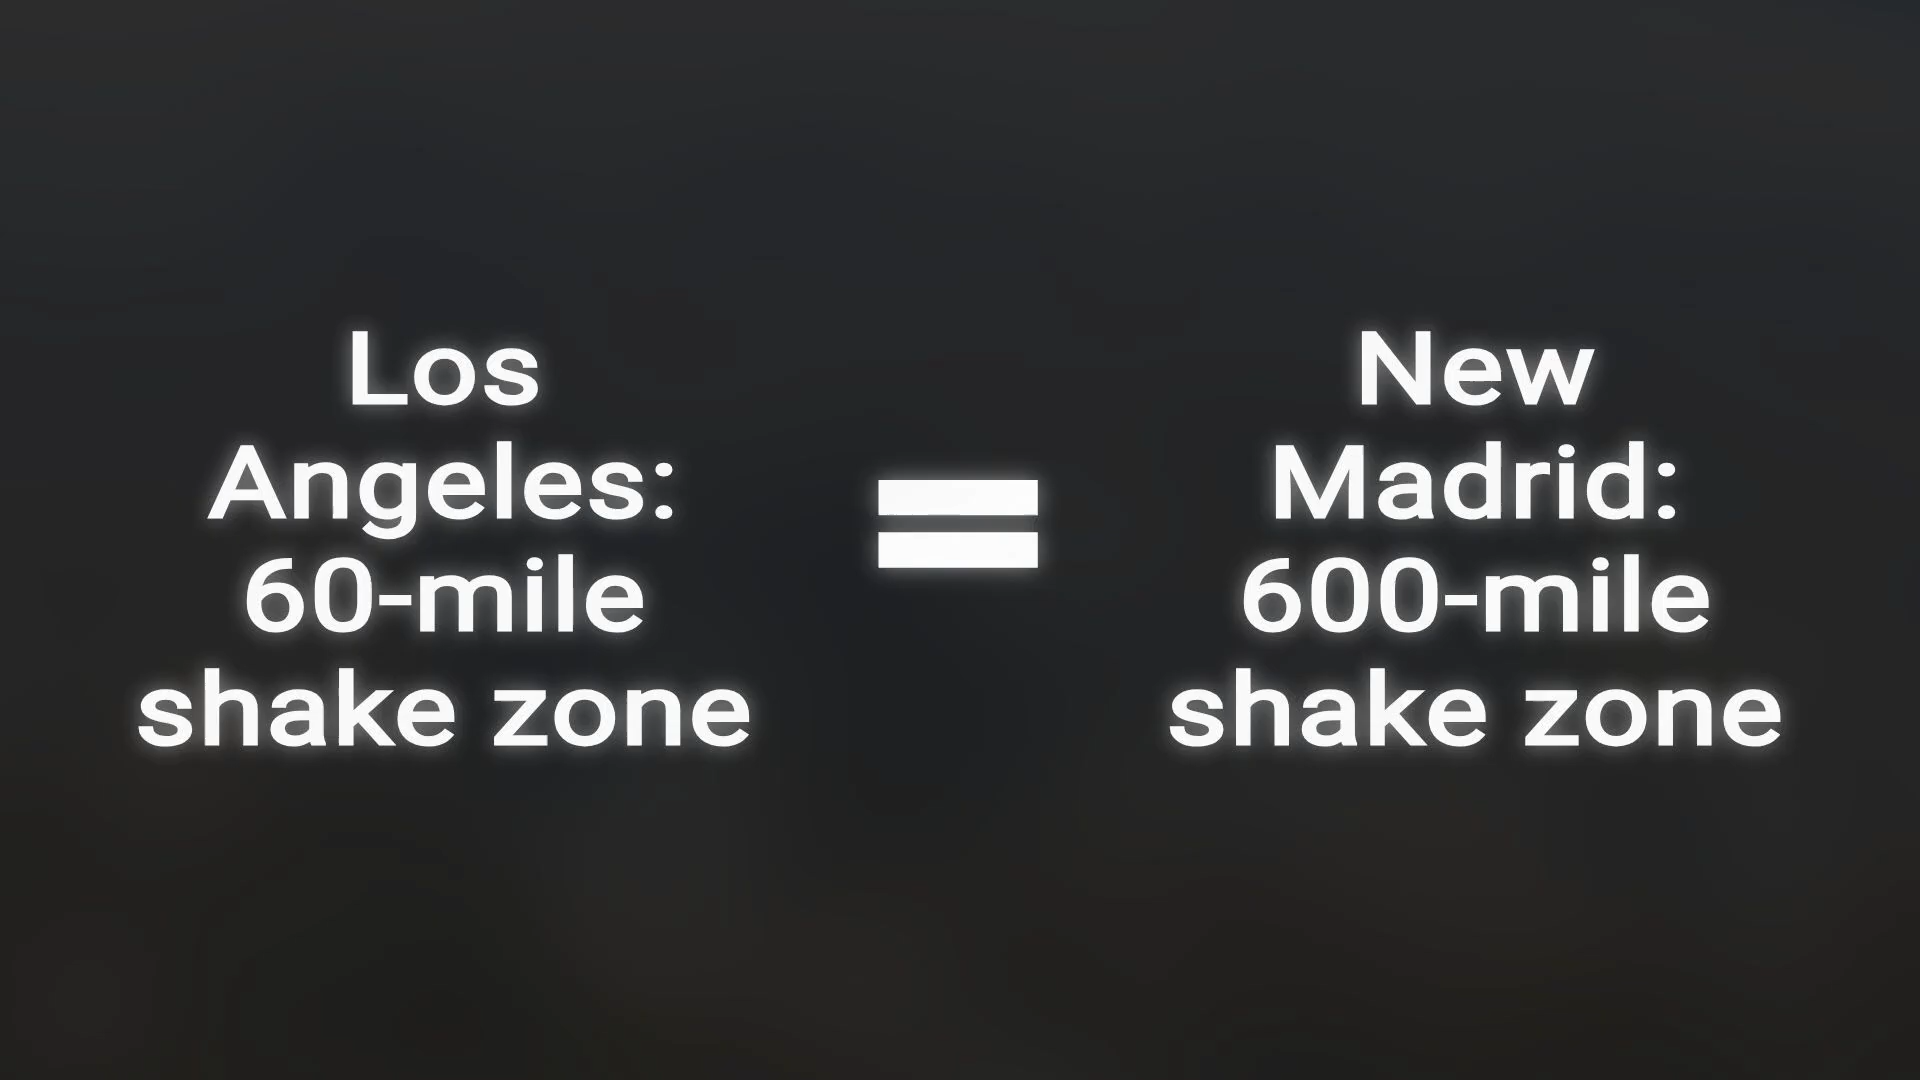 Los
Angeles:
60-mile
shake zone
=
New
Madrid:
600-mile
shake zone